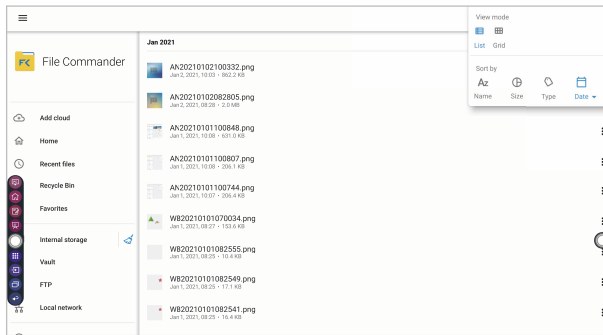 View mode
List Grid
Sort by
Az
Name Size Type Date
Jan 2021
FC File Commander
AN20210102100332.png
Jan 2, 2021, 10:03 • 862.2 KB
AN20210102082805.png
Jan 2, 2021, 08:28 • 2.0 MB
AN20210101100848.png
Jan 1, 2021, 10:08 • 631.0 KB
AN20210101100807.png
Jan 1, 2021, 10:08 • 206.1 KB
AN20210101100744.png
Jan 1, 2021, 10:07 • 206.4 KB
WB20210101070034.png
Jan 1, 2021, 08:27 • 153.6 KB
WB20210101082555.png
Jan 1, 2021, 08:25 • 10.4 KB
WB20210101082549.png
Jan 1, 2021, 08:25 • 17.1 KB
WB20210101082541.png
Jan 1, 2021, 08:25 • 16.4 KB
Add cloud
Home
Recent files
Recycle Bin
Favorites
Internal storage
Vault
FTP
Local network